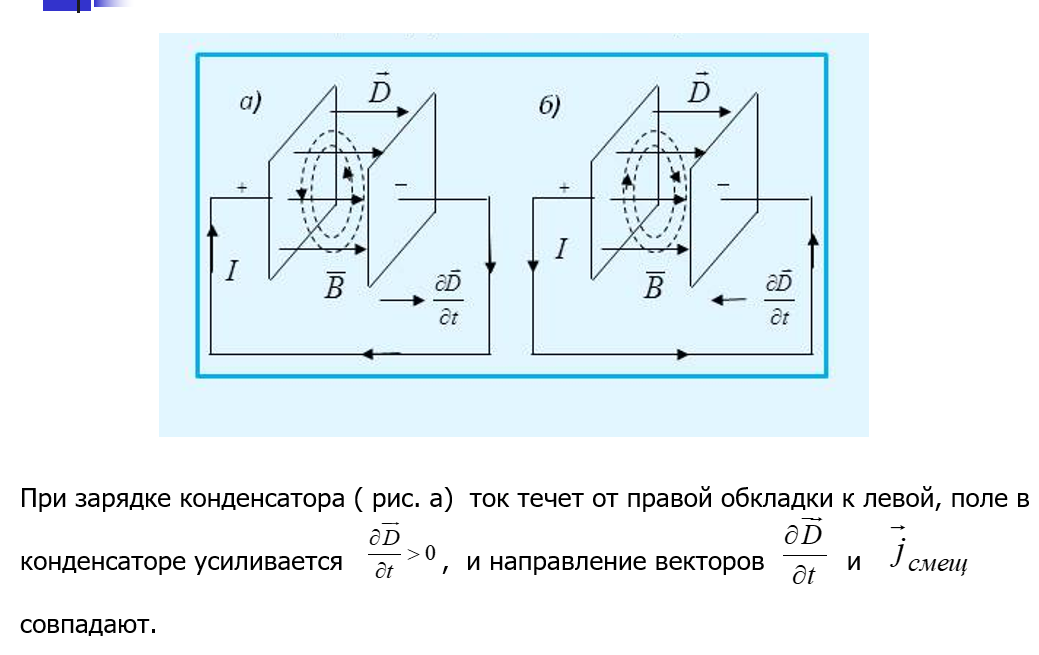 а) D⃗ б) D⃗
+ − + −
I B̅ ∂D⃗/∂t I B̅ ∂D⃗/∂t
При зарядке конденсатора ( рис. а) ток течет от правой обкладки к левой, поле в
конденсаторе усиливается ∂D⃗/∂t > 0 , и направление векторов ∂D⃗/∂t и j⃗ смещ
совпадают.